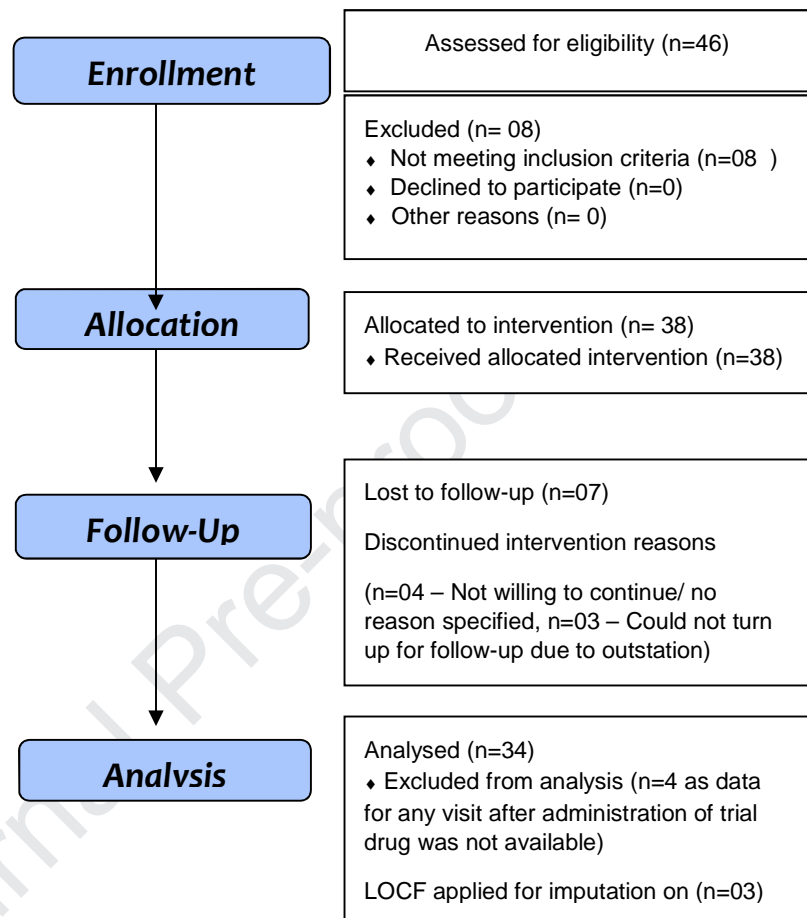 Enrollment
Assessed for eligibility (n=46)
Excluded (n= 08)
♦ Not meeting inclusion criteria (n=08 )
♦ Declined to participate (n=0)
♦ Other reasons (n= 0)
Allocation
Allocated to intervention (n= 38)
♦ Received allocated intervention (n=38)
Follow-Up
Lost to follow-up (n=07)
Discontinued intervention reasons
(n=04 – Not willing to continue/ no
reason specified, n=03 – Could not turn
up for follow-up due to outstation)
Analysis
Analysed (n=34)
♦ Excluded from analysis (n=4 as data
for any visit after administration of trial
drug was not available)
LOCF applied for imputation on (n=03)
rnal Pre-proo